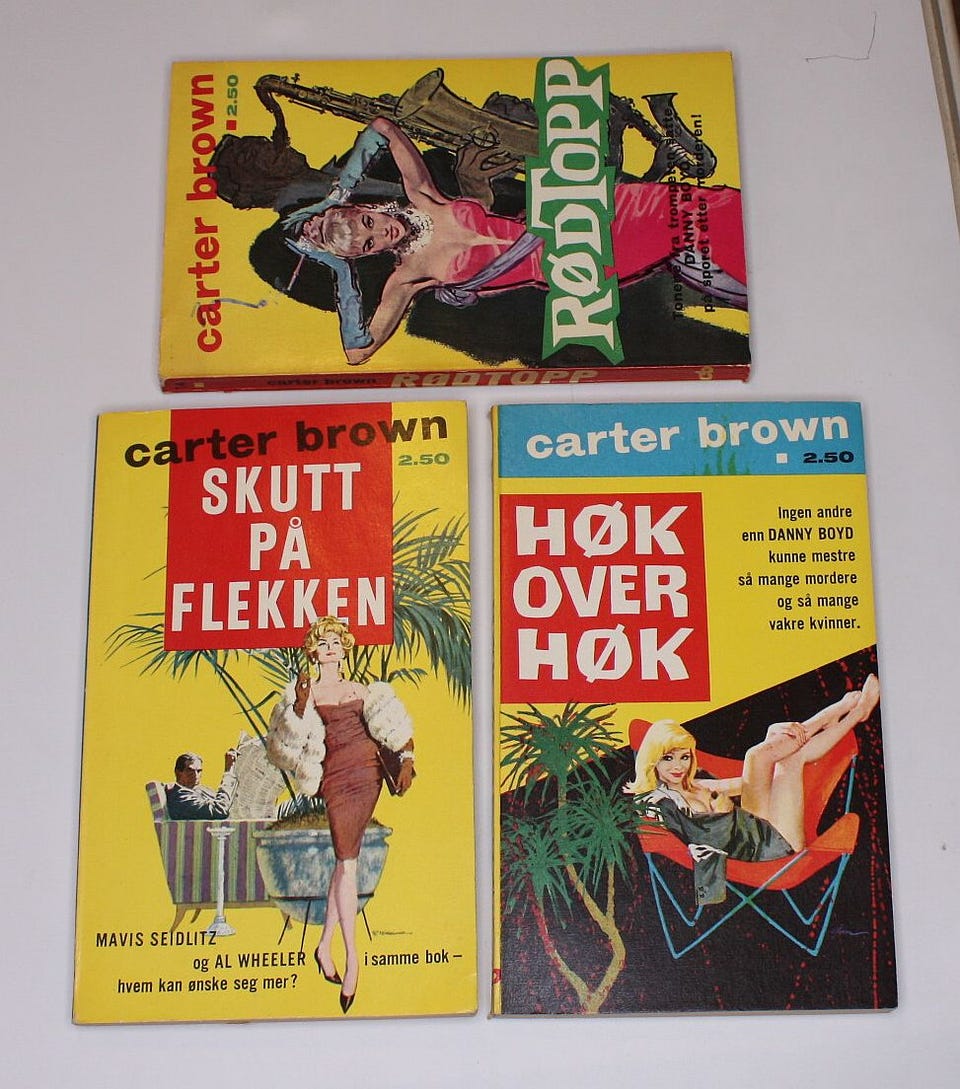 carter brown
2.50
RØDTOPP
Tonene fra trompeten satte
DANNY BOYD
på sporet etter morderen!
carter brown RØDTOPP
carter brown
2.50
SKUTT
PÅ
FLEKKEN
MAVIS SEIDLITZ
og AL WHEELER i samme bok –
hvem kan ønske seg mer?
carter brown
2.50
HØK
OVER
HØK
Ingen andre
enn DANNY BOYD
kunne mestre
så mange mordere
og så mange
vakre kvinner.